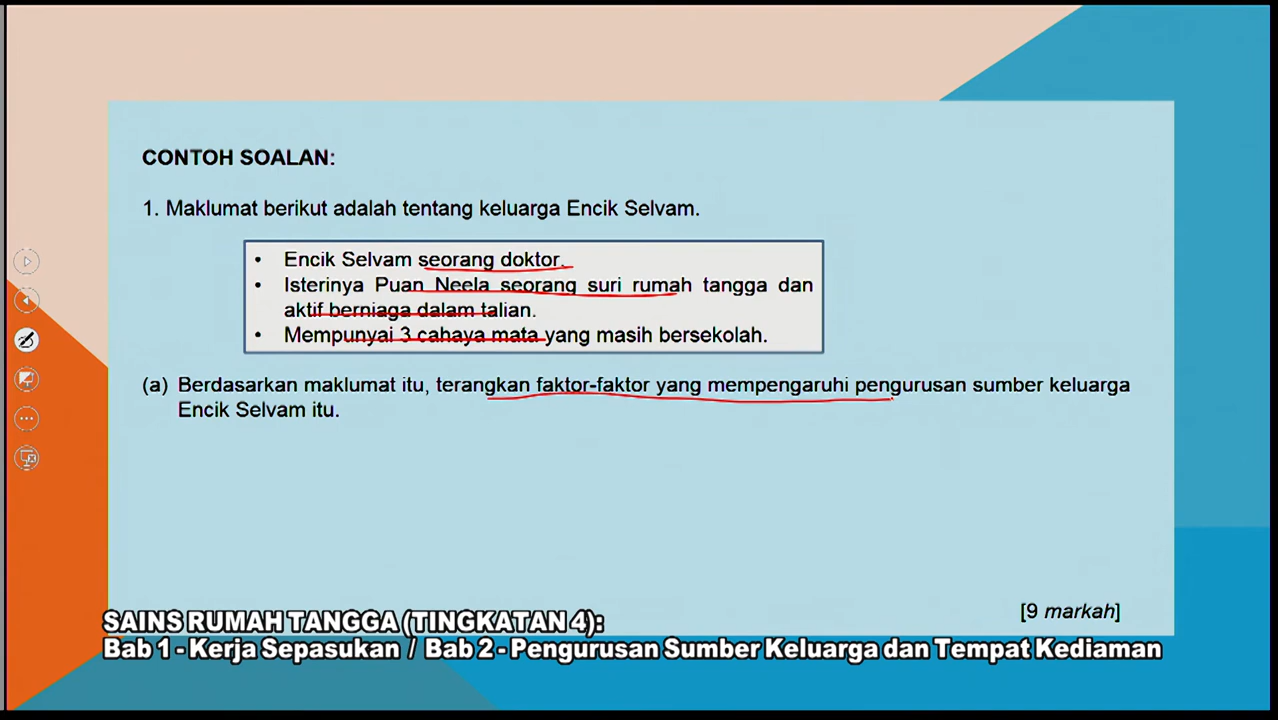 CONTOH SOALAN:
1. Maklumat berikut adalah tentang keluarga Encik Selvam.
• Encik Selvam seorang doktor.
• Isterinya Puan Neela seorang suri rumah tangga dan
aktif berniaga dalam talian.
• Mempunyai 3 cahaya mata yang masih bersekolah.
(a) Berdasarkan maklumat itu, terangkan faktor-faktor yang mempengaruhi pengurusan sumber keluarga
Encik Selvam itu.
[9 markah]
SAINS RUMAH TANGGA (TINGKATAN 4):
Bab 1 - Kerja Sepasukan / Bab 2 - Pengurusan Sumber Keluarga dan Tempat Kediaman